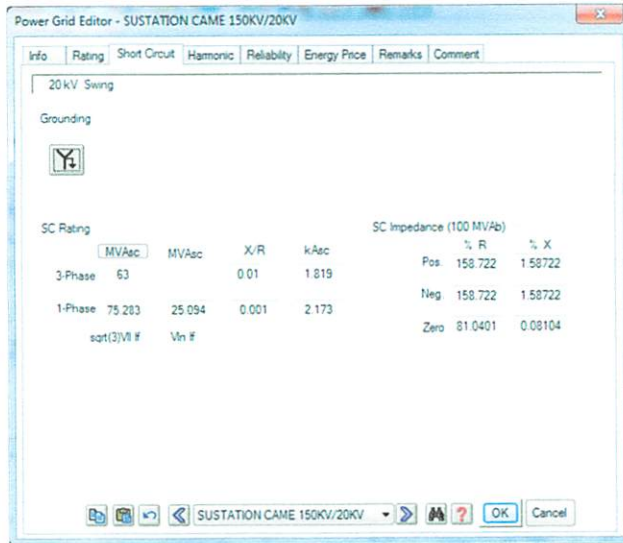 Power Grid Editor - SUSTATION CAME 150KV/20KV
Info Rating Short Circuit Harmonic Reliability Energy Price Remarks Comment
20 kV Swing
Grounding
SC Rating
MVAsc MVAsc X/R kAsc
3-Phase 63 0.01 1.819
1-Phase 75.283 25.094 0.001 2.173
sqrt(3)Vll If Vln If
SC Impedance (100 MVAb)
% R % X
Pos. 158.722 1.58722
Neg. 158.722 1.58722
Zero 81.0401 0.08104
SUSTATION CAME 150KV/20KV
? OK Cancel